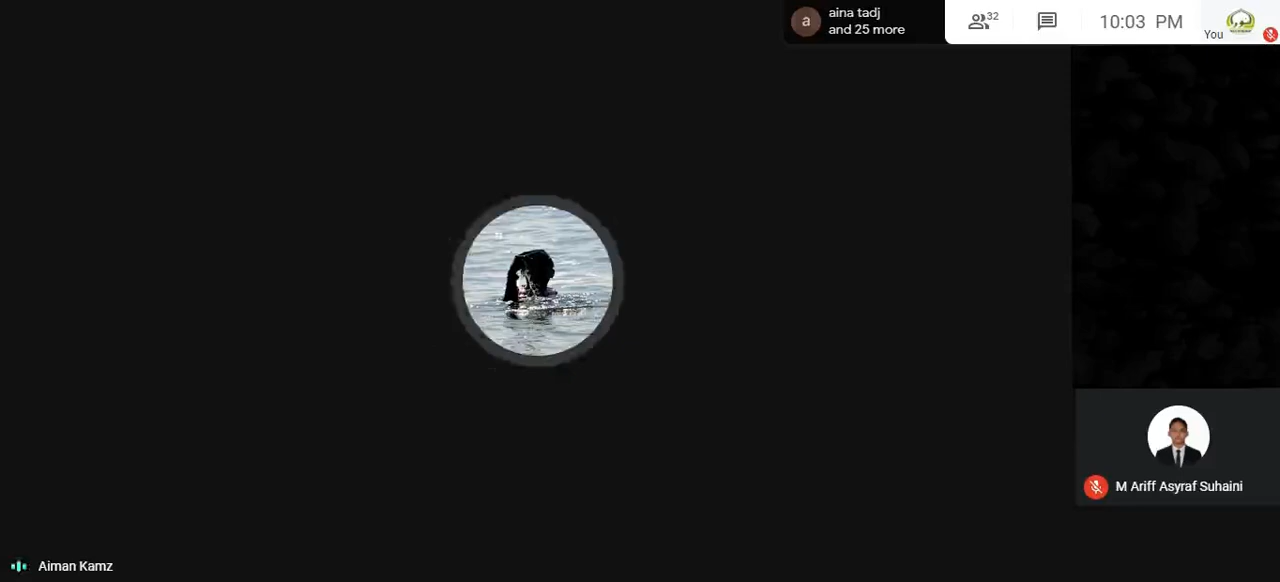 a
aina tadj
and 25 more
32
10:03 PM
You
M Ariff Asyraf Suhaini
Aiman Kamz